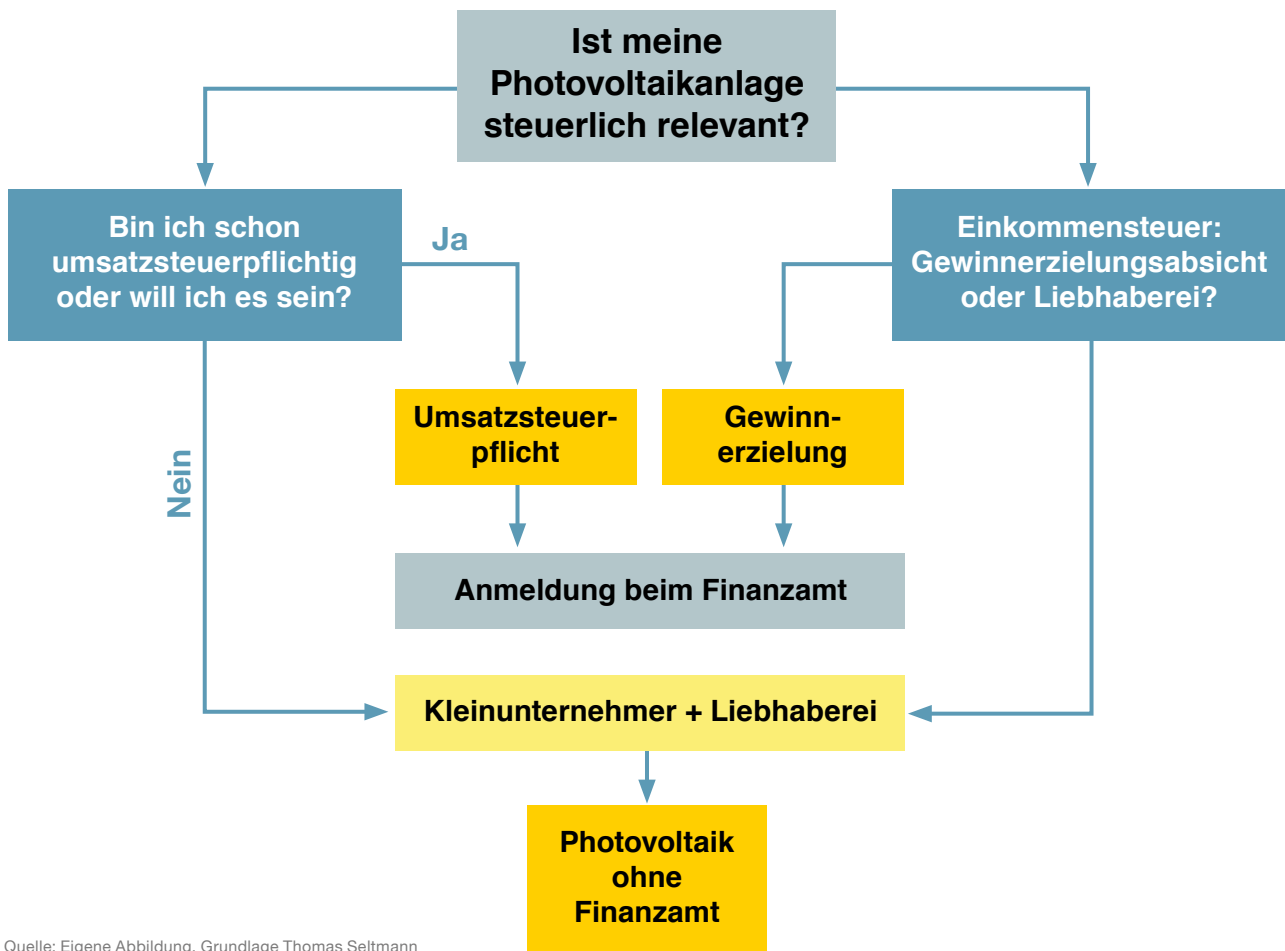 Ist meine
Photovoltaikanlage
steuerlich relevant?
Bin ich schon
umsatzsteuerpflichtig
oder will ich es sein?
Ja
Einkommensteuer:
Gewinnerzielungsabsicht
oder Liebhaberei?
Umsatzsteuer-
pflicht
Gewinn-
erzielung
Nein
Anmeldung beim Finanzamt
Kleinunternehmer + Liebhaberei
Photovoltaik
ohne
Finanzamt
Quelle: Eigene Abbildung, Grundlage Thomas Seltmann